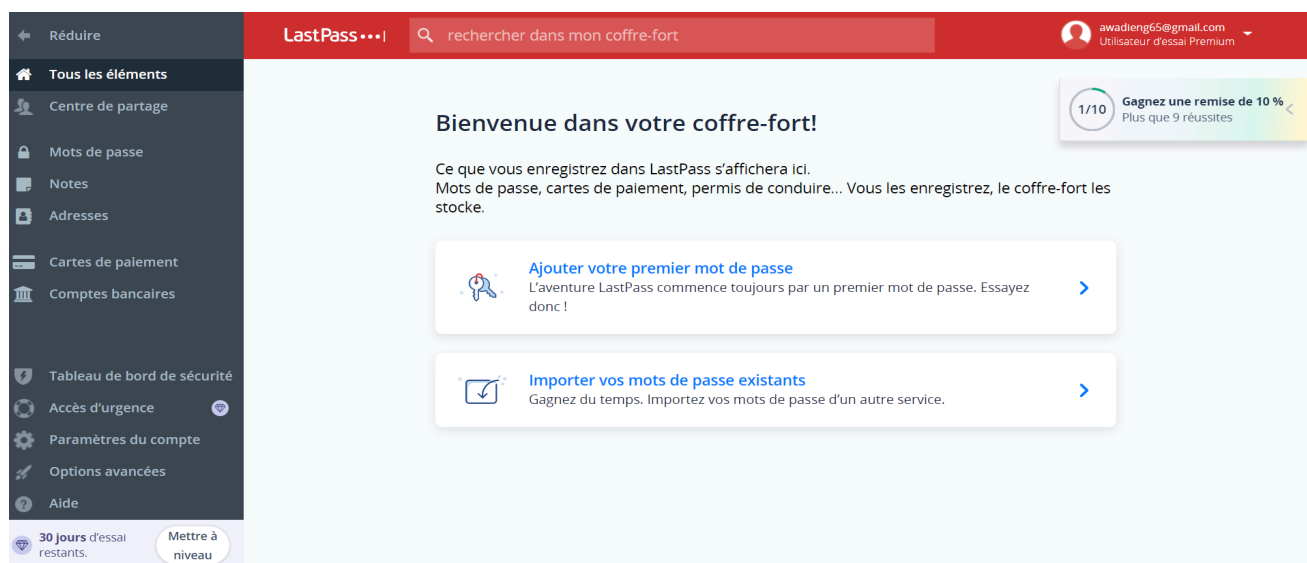 Réduire
Tous les éléments
Centre de partage
Mots de passe
Notes
Adresses
Cartes de paiement
Comptes bancaires
Tableau de bord de sécurité
Accès d'urgence
Paramètres du compte
Options avancées
Aide
30 jours d'essai
restants.
Mettre à
niveau
LastPass
rechercher dans mon coffre-fort
awadieng65@gmail.com
Utilisateur d'essai Premium
1/10
Gagnez une remise de 10 %
Plus que 9 réussites
Bienvenue dans votre coffre-fort!
Ce que vous enregistrez dans LastPass s'affichera ici.
Mots de passe, cartes de paiement, permis de conduire... Vous les enregistrez, le coffre-fort les
stocke.
Ajouter votre premier mot de passe
L'aventure LastPass commence toujours par un premier mot de passe. Essayez
donc !
Importer vos mots de passe existants
Gagnez du temps. Importez vos mots de passe d'un autre service.